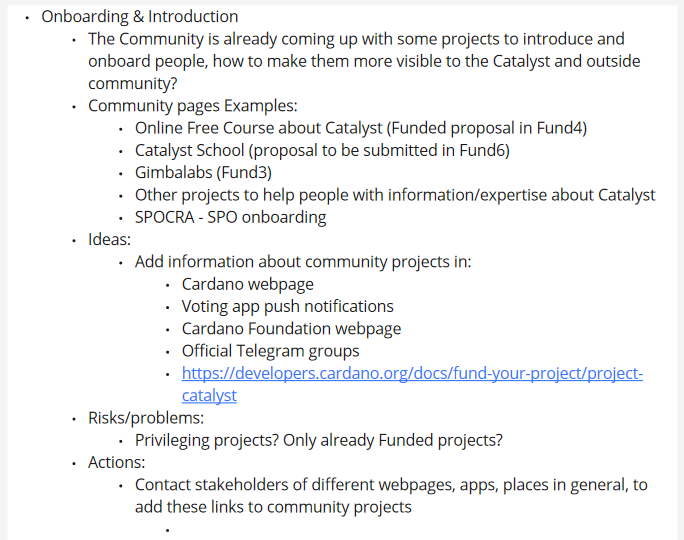 Onboarding & Introduction
The Community is already coming up with some projects to introduce and
onboard people, how to make them more visible to the Catalyst and outside
community?
Community pages Examples:
Online Free Course about Catalyst (Funded proposal in Fund4)
Catalyst School (proposal to be submitted in Fund6)
Gimbalabs (Fund3)
Other projects to help people with information/expertise about Catalyst
SPOCRA - SPO onboarding
Ideas:
Add information about community projects in:
Cardano webpage
Voting app push notifications
Cardano Foundation webpage
Official Telegram groups
https://developers.cardano.org/docs/fund-your-project/project-
catalyst
Risks/problems:
Privileging projects? Only already Funded projects?
Actions:
Contact stakeholders of different webpages, apps, places in general, to
add these links to community projects